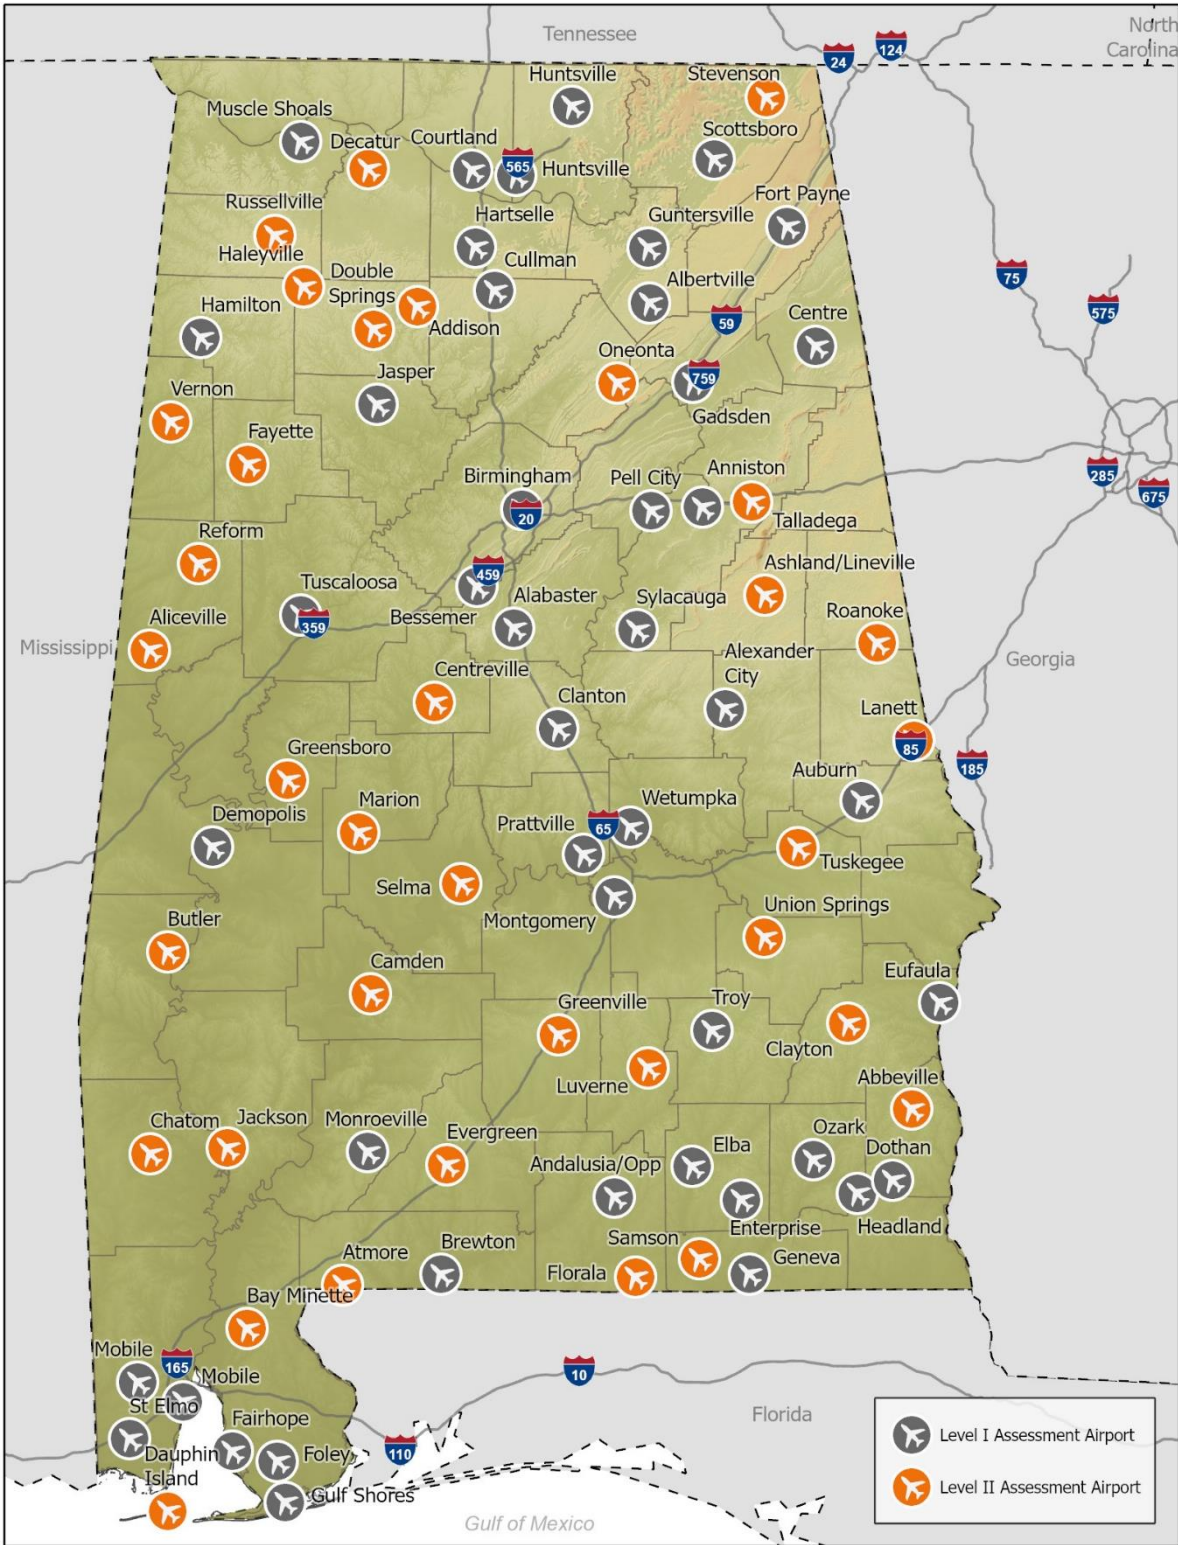 Tennessee
North
Carolina
24
124
Huntsville
Stevenson
Muscle Shoals
Decatur
Courtland
565
Huntsville
Scottsboro
Russellville
Hartselle
Guntersville
Fort Payne
Haleyville
Double
Springs
Cullman
Albertville
75
575
Hamilton
Addison
59
Centre
Vernon
Jasper
Oneonta
759
Gadsden
Fayette
Birmingham
20
Pell City
Anniston
Talladega
285
675
Reform
459
Ashland/Lineville
Tuscaloosa
359
Bessemer
Alabaster
Sylacauga
Roanoke
Aliceville
Mississippi
Georgia
Centreville
Clanton
Alexander
City
Lanett
85
185
Greensboro
Auburn
Demopolis
Marion
Prattville
65
Wetumpka
Tuskegee
Selma
Montgomery
Union Springs
Butler
Camden
Eufaula
Greenville
Troy
Clayton
Luverne
Abbeville
Chatom
Jackson
Monroeville
Evergreen
Andalusia/Opp
Elba
Ozark
Dothan
Enterprise
Headland
Atmore
Brewton
Florala
Samson
Geneva
Bay Minette
Mobile
165
Mobile
10
St Elmo
Fairhope
Florida
Dauphin
Island
Foley
110
Gulf Shores
Gulf of Mexico
Level I Assessment Airport
Level II Assessment Airport